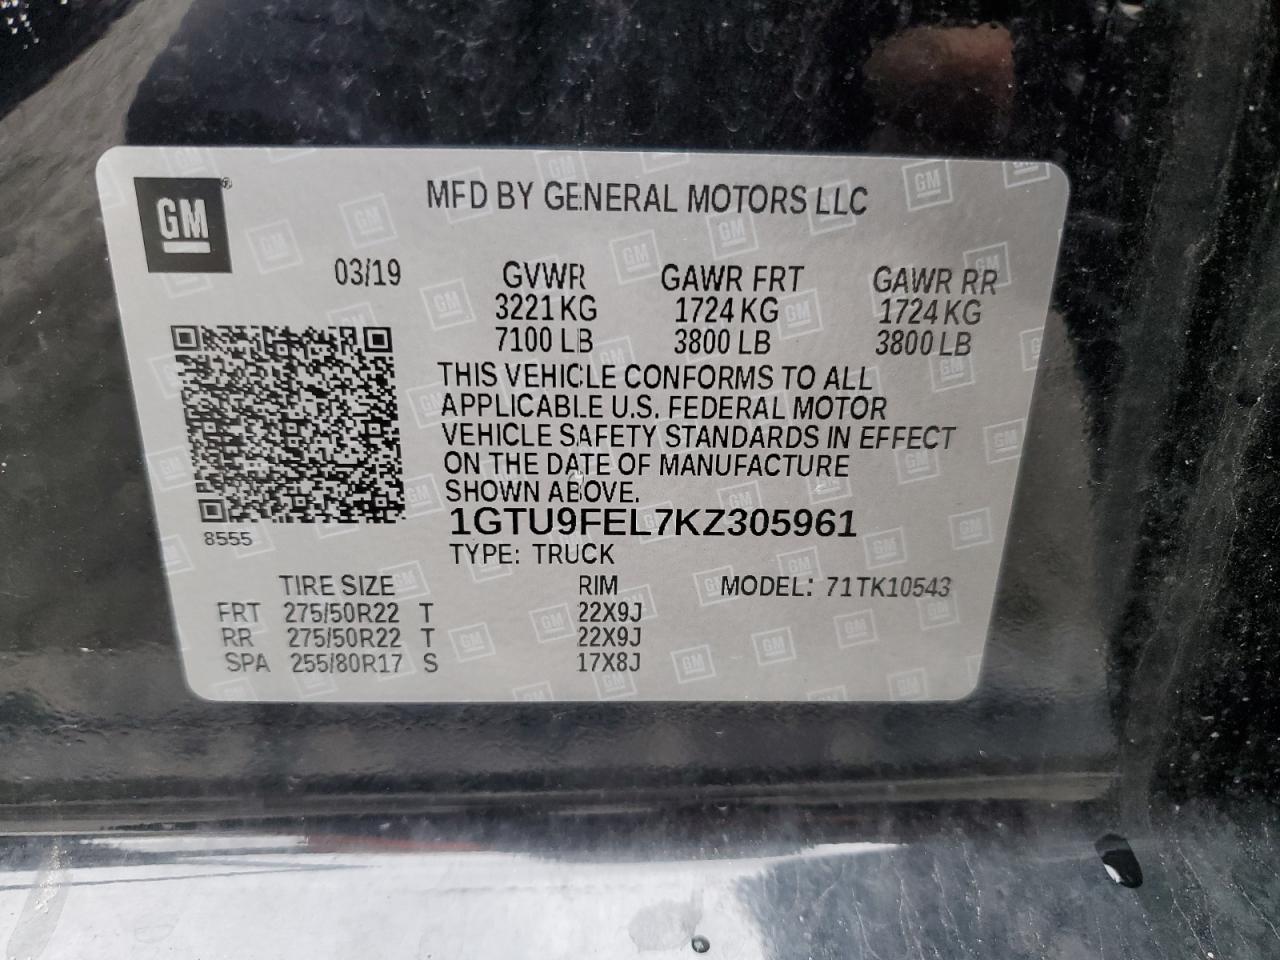 GM®
MFD BY GENERAL MOTORS LLC
03/19
GVWR GAWR FRT GAWR RR
3221 KG 1724 KG 1724 KG
7100 LB 3800 LB 3800 LB
THIS VEHICLE CONFORMS TO ALL
APPLICABLE U.S. FEDERAL MOTOR
VEHICLE SAFETY STANDARDS IN EFFECT
ON THE DATE OF MANUFACTURE
SHOWN ABOVE.
8555
1GTU9FEL7KZ305961
TYPE: TRUCK
TIRE SIZE RIM MODEL: 71TK10543
FRT 275/50R22 T 22X9J
RR 275/50R22 T 22X9J
SPA 255/80R17 S 17X8J